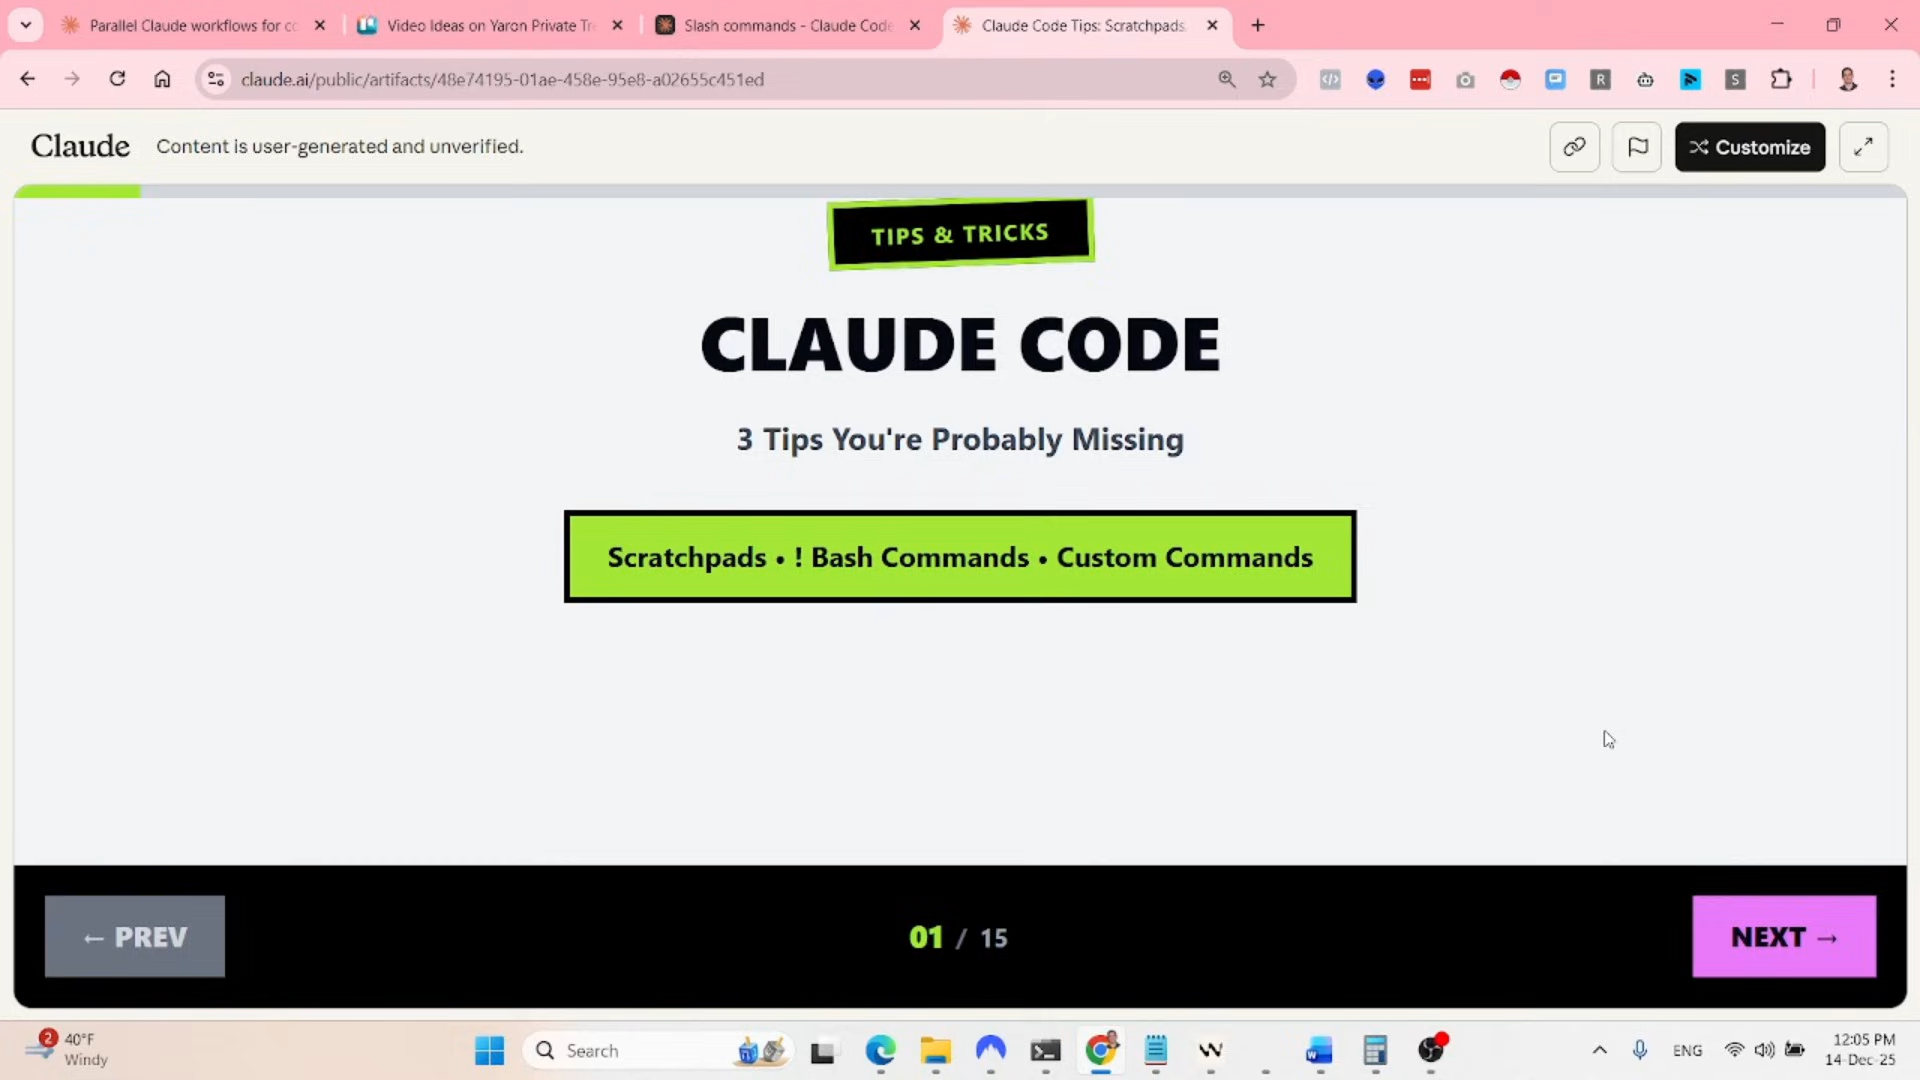 Parallel Claude workflows for cc
Video Ideas on Yaron Private Tr
Slash commands - Claude Code
Claude Code Tips: Scratchpads,
claude.ai/public/artifacts/48e74195-01ae-458e-95e8-a02655c451ed
R
S
Claude
Content is user-generated and unverified.
Customize
TIPS & TRICKS
CLAUDE CODE
3 Tips You're Probably Missing
Scratchpads • ! Bash Commands • Custom Commands
← PREV
01 / 15
NEXT →
2
40°F
Windy
Search
ENG
12:05 PM
14-Dec-25